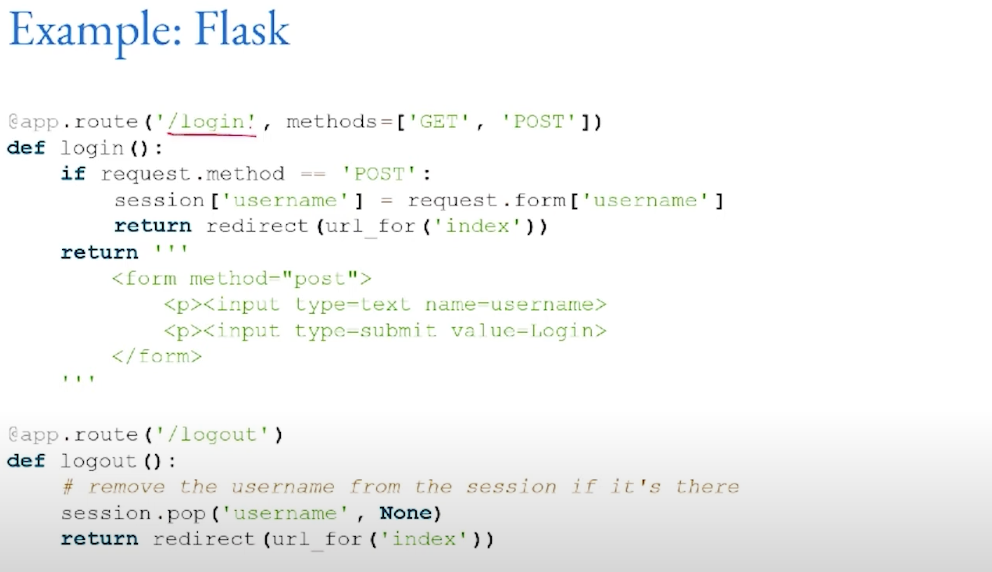 Example: Flask
@app.route('/login', methods=['GET', 'POST'])
def login():
    if request.method == 'POST':
        session['username'] = request.form['username']
        return redirect(url_for('index'))
    return '''
        <form method="post">
            <p><input type=text name=username>
            <p><input type=submit value=Login>
        </form>
    '''
@app.route('/logout')
def logout():
    # remove the username from the session if it's there
    session.pop('username', None)
    return redirect(url_for('index'))